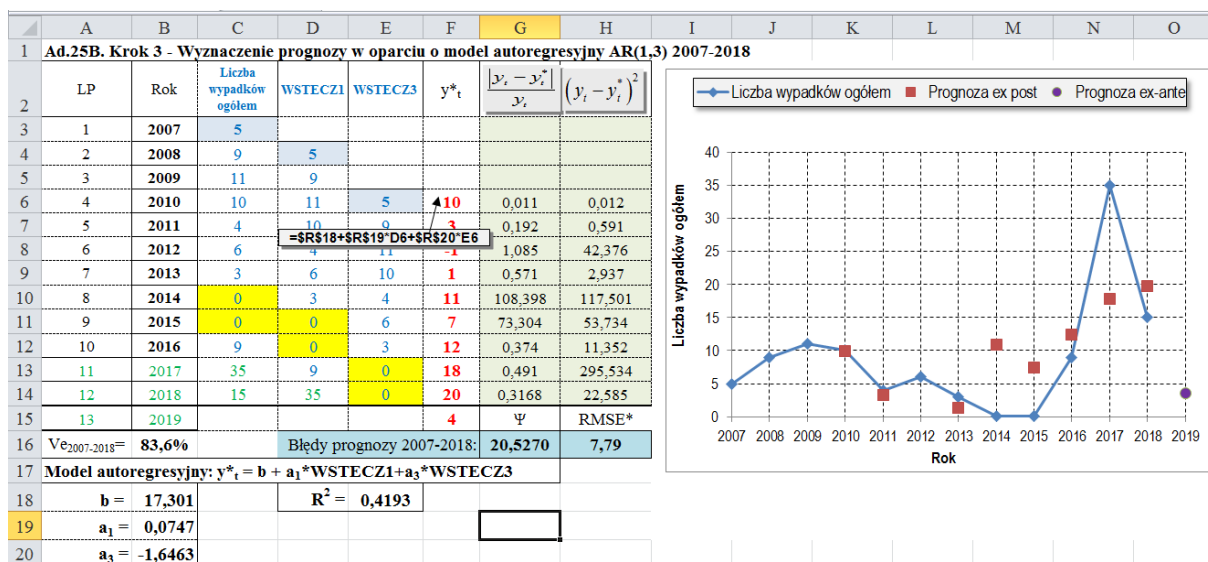 A B C D E F G H I J K L M N O
1 Ad.25B. Krok 3 - Wyznaczenie prognozy w oparciu o model autoregresyjny AR(1,3) 2007-2018
2 LP Rok Liczba wypadków ogółem WSTECZ1 WSTECZ3 y*t |yt − y*t| / yt (yt − y*t)²
3 1 2007 5
4 2 2008 9 5
5 3 2009 11 9
6 4 2010 10 11 5 10 0,011 0,012
7 5 2011 4 10 9 3 0,192 0,591
=$R$18+$R$19*D6+$R$20*E6
8 6 2012 6 4 11 -1 1,085 42,376
9 7 2013 3 6 10 1 0,571 2,937
10 8 2014 0 3 4 11 108,398 117,501
11 9 2015 0 0 6 7 73,304 53,734
12 10 2016 9 0 3 12 0,374 11,352
13 11 2017 35 9 0 18 0,491 295,534
14 12 2018 15 35 0 20 0,3168 22,585
15 13 2019 4 Ψ RMSE*
16 Ve2007-2018= 83,6% Błędy prognozy 2007-2018: 20,5270 7,79
17 Model autoregresyjny: y*t = b + a1*WSTECZ1+a3*WSTECZ3
18 b = 17,301 R² = 0,4193
19 a1 = 0,0747
20 a3 = -1,6463
Liczba wypadków ogółem Prognoza ex post Prognoza ex-ante
Liczba wypadków ogółem
40
35
30
25
20
15
10
5
0
2007 2008 2009 2010 2011 2012 2013 2014 2015 2016 2017 2018 2019
Rok